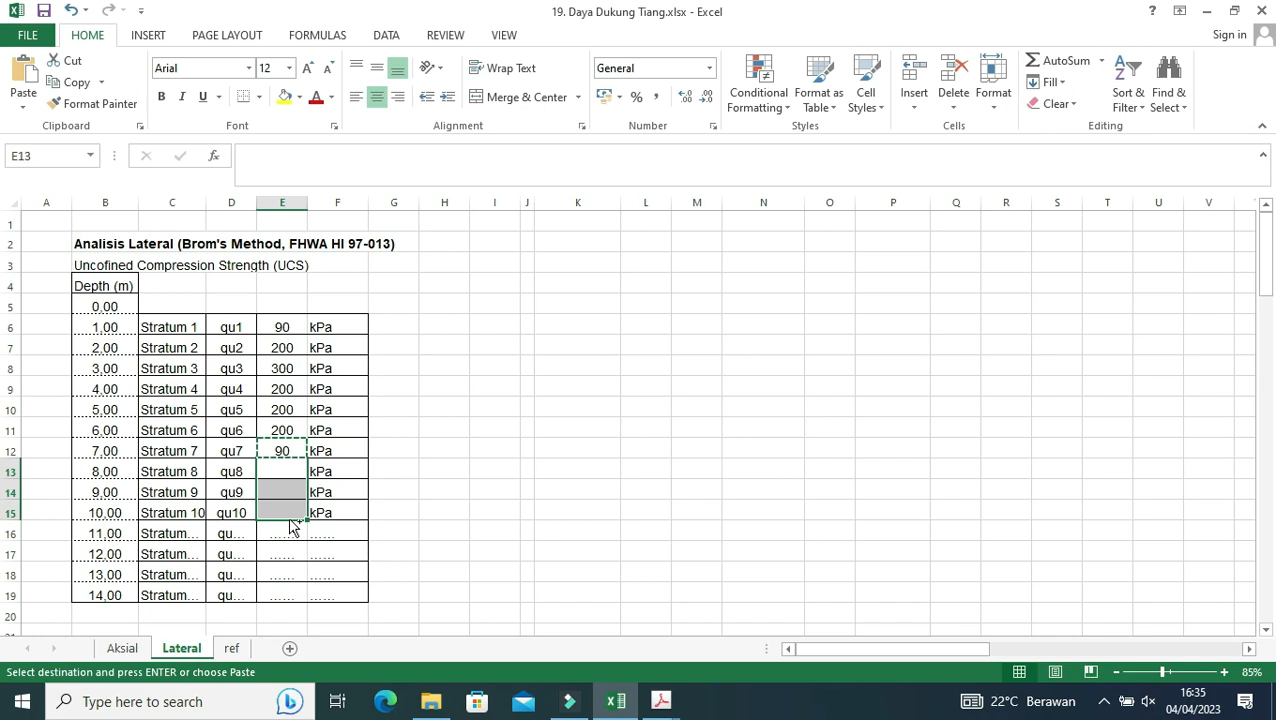 19. Daya Dukung Tiang.xlsx - Excel
FILE HOME INSERT PAGE LAYOUT FORMULAS DATA REVIEW VIEW Sign in
Paste Cut Copy Format Painter Clipboard
Arial 12 B I U A Font
Wrap Text Merge & Center Alignment
General % , Number
Conditional Formatting Format as Table Cell Styles Styles
Insert Delete Format Cells
AutoSum Fill Clear Sort & Filter Find & Select Editing
E13 fx
A B C D E F G H I J K L M N O P Q R S T U V
1
2 Analisis Lateral (Brom's Method, FHWA HI 97-013)
3 Uncofined Compression Strength (UCS)
4 Depth (m)
5 0,00
6 1,00 Stratum 1 qu1 90 kPa
7 2,00 Stratum 2 qu2 200 kPa
8 3,00 Stratum 3 qu3 300 kPa
9 4,00 Stratum 4 qu4 200 kPa
10 5,00 Stratum 5 qu5 200 kPa
11 6,00 Stratum 6 qu6 200 kPa
12 7,00 Stratum 7 qu7 90 kPa
13 8,00 Stratum 8 qu8 kPa
14 9,00 Stratum 9 qu9 kPa
15 10,00 Stratum 10 qu10 kPa
16 11,00 Stratum... qu... ...... ......
17 12,00 Stratum... qu... ...... ......
18 13,00 Stratum... qu... ...... ......
19 14,00 Stratum... qu... ...... ......
20
Aksial Lateral ref
Select destination and press ENTER or choose Paste 85%
Type here to search 22°C Berawan 16:35
04/04/2023